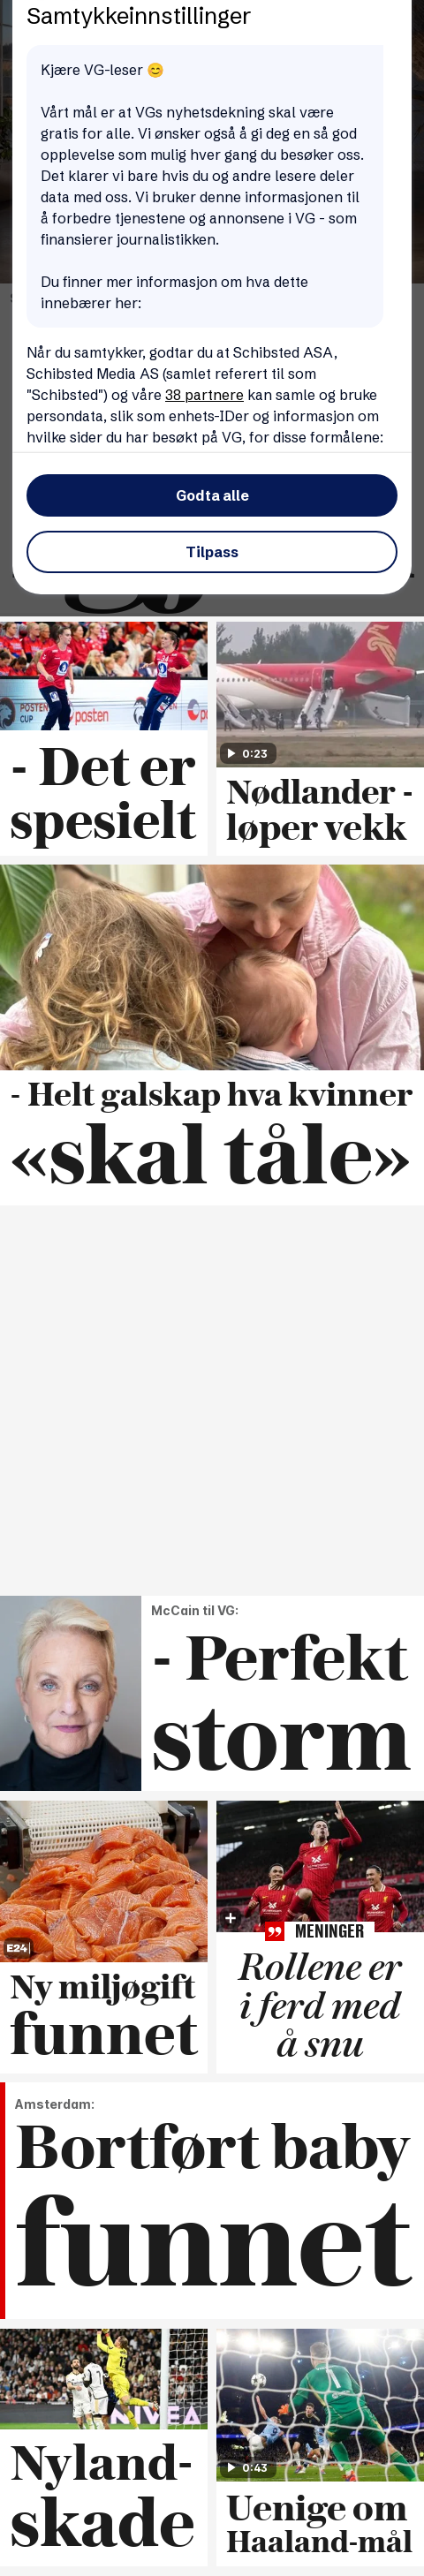 Samtykkeinnstillinger
Kjære VG-leser 😊
Vårt mål er at VGs nyhetsdekning skal være
gratis for alle. Vi ønsker også å gi deg en så god
opplevelse som mulig hver gang du besøker oss.
Det klarer vi bare hvis du og andre lesere deler
data med oss. Vi bruker denne informasjonen til
å forbedre tjenestene og annonsene i VG - som
finansierer journalistikken.
Du finner mer informasjon om hva dette
innebærer her:
Når du samtykker, godtar du at Schibsted ASA,
Schibsted Media AS (samlet referert til som
"Schibsted") og våre 38 partnere kan samle og bruke
persondata, slik som enhets-IDer og informasjon om
hvilke sider du har besøkt på VG, for disse formålene:
Godta alle
Tilpass
POSTEN
CUP
posten
- Det er
spesielt
0:23
Nødlander -
løper vekk
- Helt galskap hva kvinner
«skal tåle»
McCain til VG:
- Perfekt
storm
E24
Ny miljøgift
funnet
MENINGER
Rollene er
i ferd med
å snu
Amsterdam:
Bortført baby
funnet
NIVEA
Nyland-
skade
0:43
Uenige om
Haaland-mål